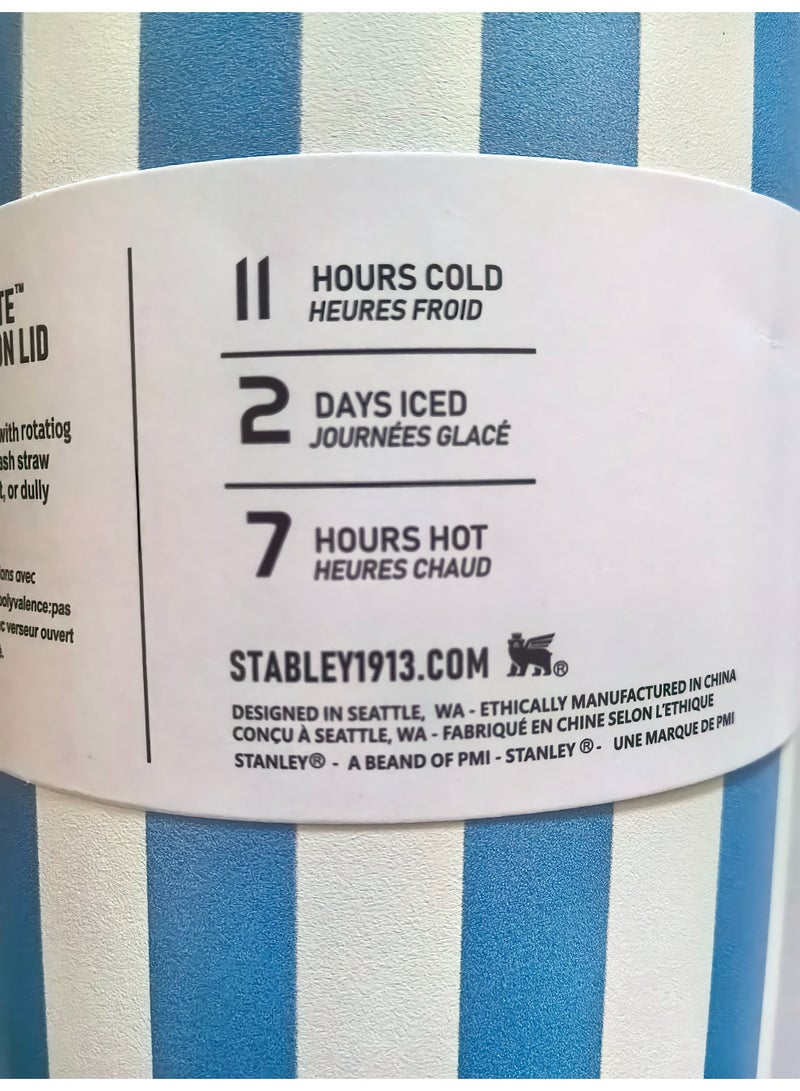 TE™
ON LID
with rotatiog
ash straw
t, or dully
ons avec
polyvalence:pas
c verseur ouvert
11 HOURS COLD
HEURES FROID
2 DAYS ICED
JOURNÉES GLACÉ
7 HOURS HOT
HEURES CHAUD
STABLEY1913.COM ®
DESIGNED IN SEATTLE, WA - ETHICALLY MANUFACTURED IN CHINA
CONÇU À SEATTLE, WA - FABRIQUÉ EN CHINE SELON L'ETHIQUE
STANLEY® - A BEAND OF PMI - STANLEY ® - UNE MARQUE DE PMI